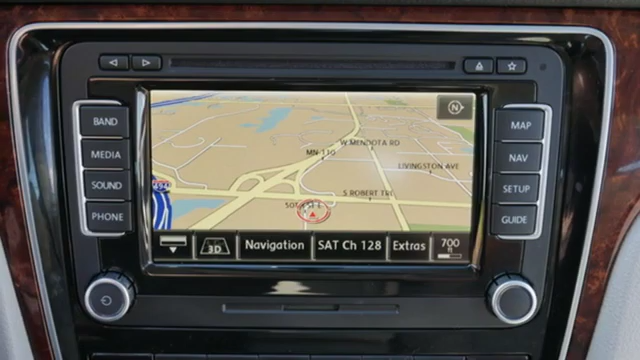 BAND
MEDIA
SOUND
PHONE
MAP
NAV
SETUP
GUIDE
N
W MENDOTA RD
MN-110
LIVINGSTON AVE
S ROBERT TRL
3D
Navigation
SAT Ch 128
Extras
700
ft